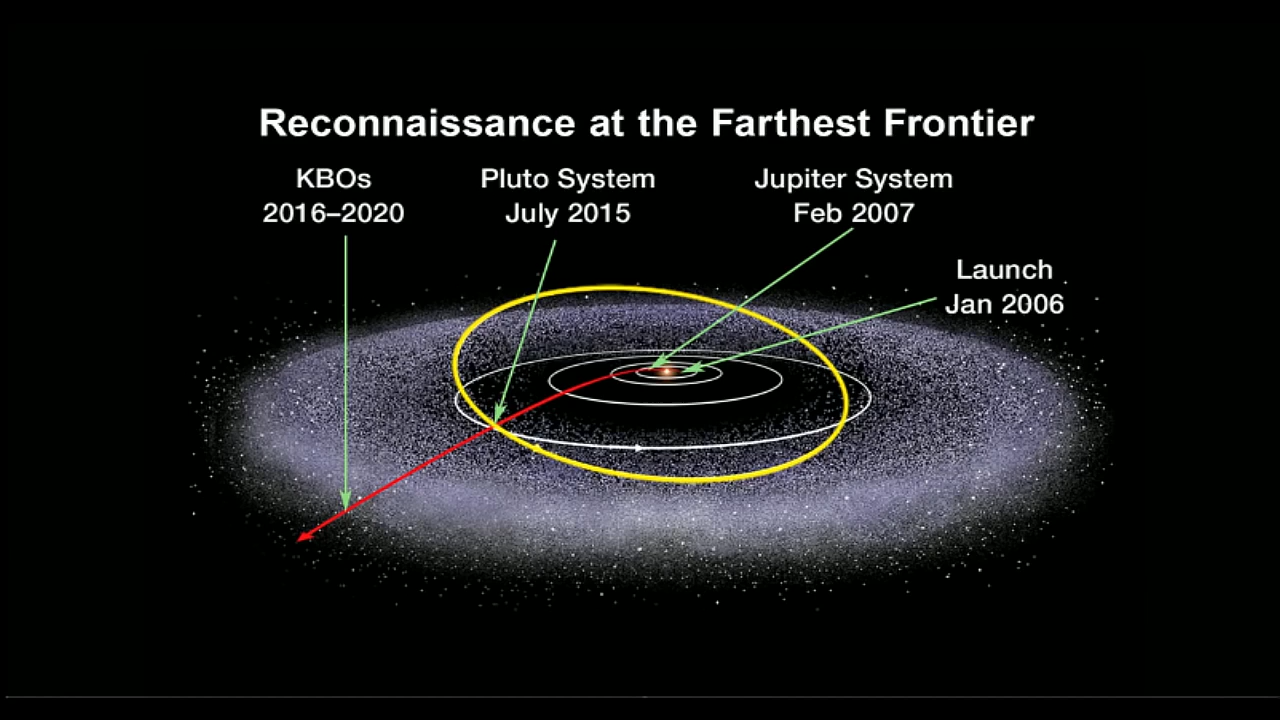 Reconnaissance at the Farthest Frontier
KBOs
2016–2020
Pluto System
July 2015
Jupiter System
Feb 2007
Launch
Jan 2006